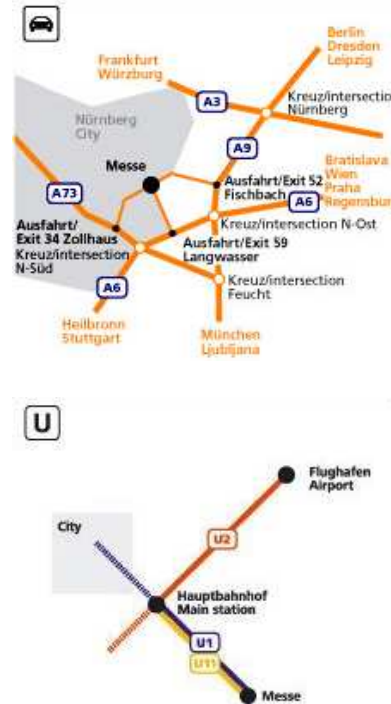 Berlin
Dresden
Leipzig
Frankfurt
Würzburg
A3
Kreuz/intersection
Nürnberg
Nürnberg
City
A9
Messe
Bratislava
Wien
Praha
Regensbur
A73
Ausfahrt/Exit 52
Fischbach
A6
Ausfahrt/
Exit 34 Zollhaus
Kreuz/intersection
N-Süd
Kreuz/intersection N-Ost
Ausfahrt/Exit 59
Langwasser
A6
Kreuz/intersection
Feucht
Heilbronn
Stuttgart
München
Ljubljana
U
Flughafen
Airport
City
U2
Hauptbahnhof
Main station
U1
U11
Messe